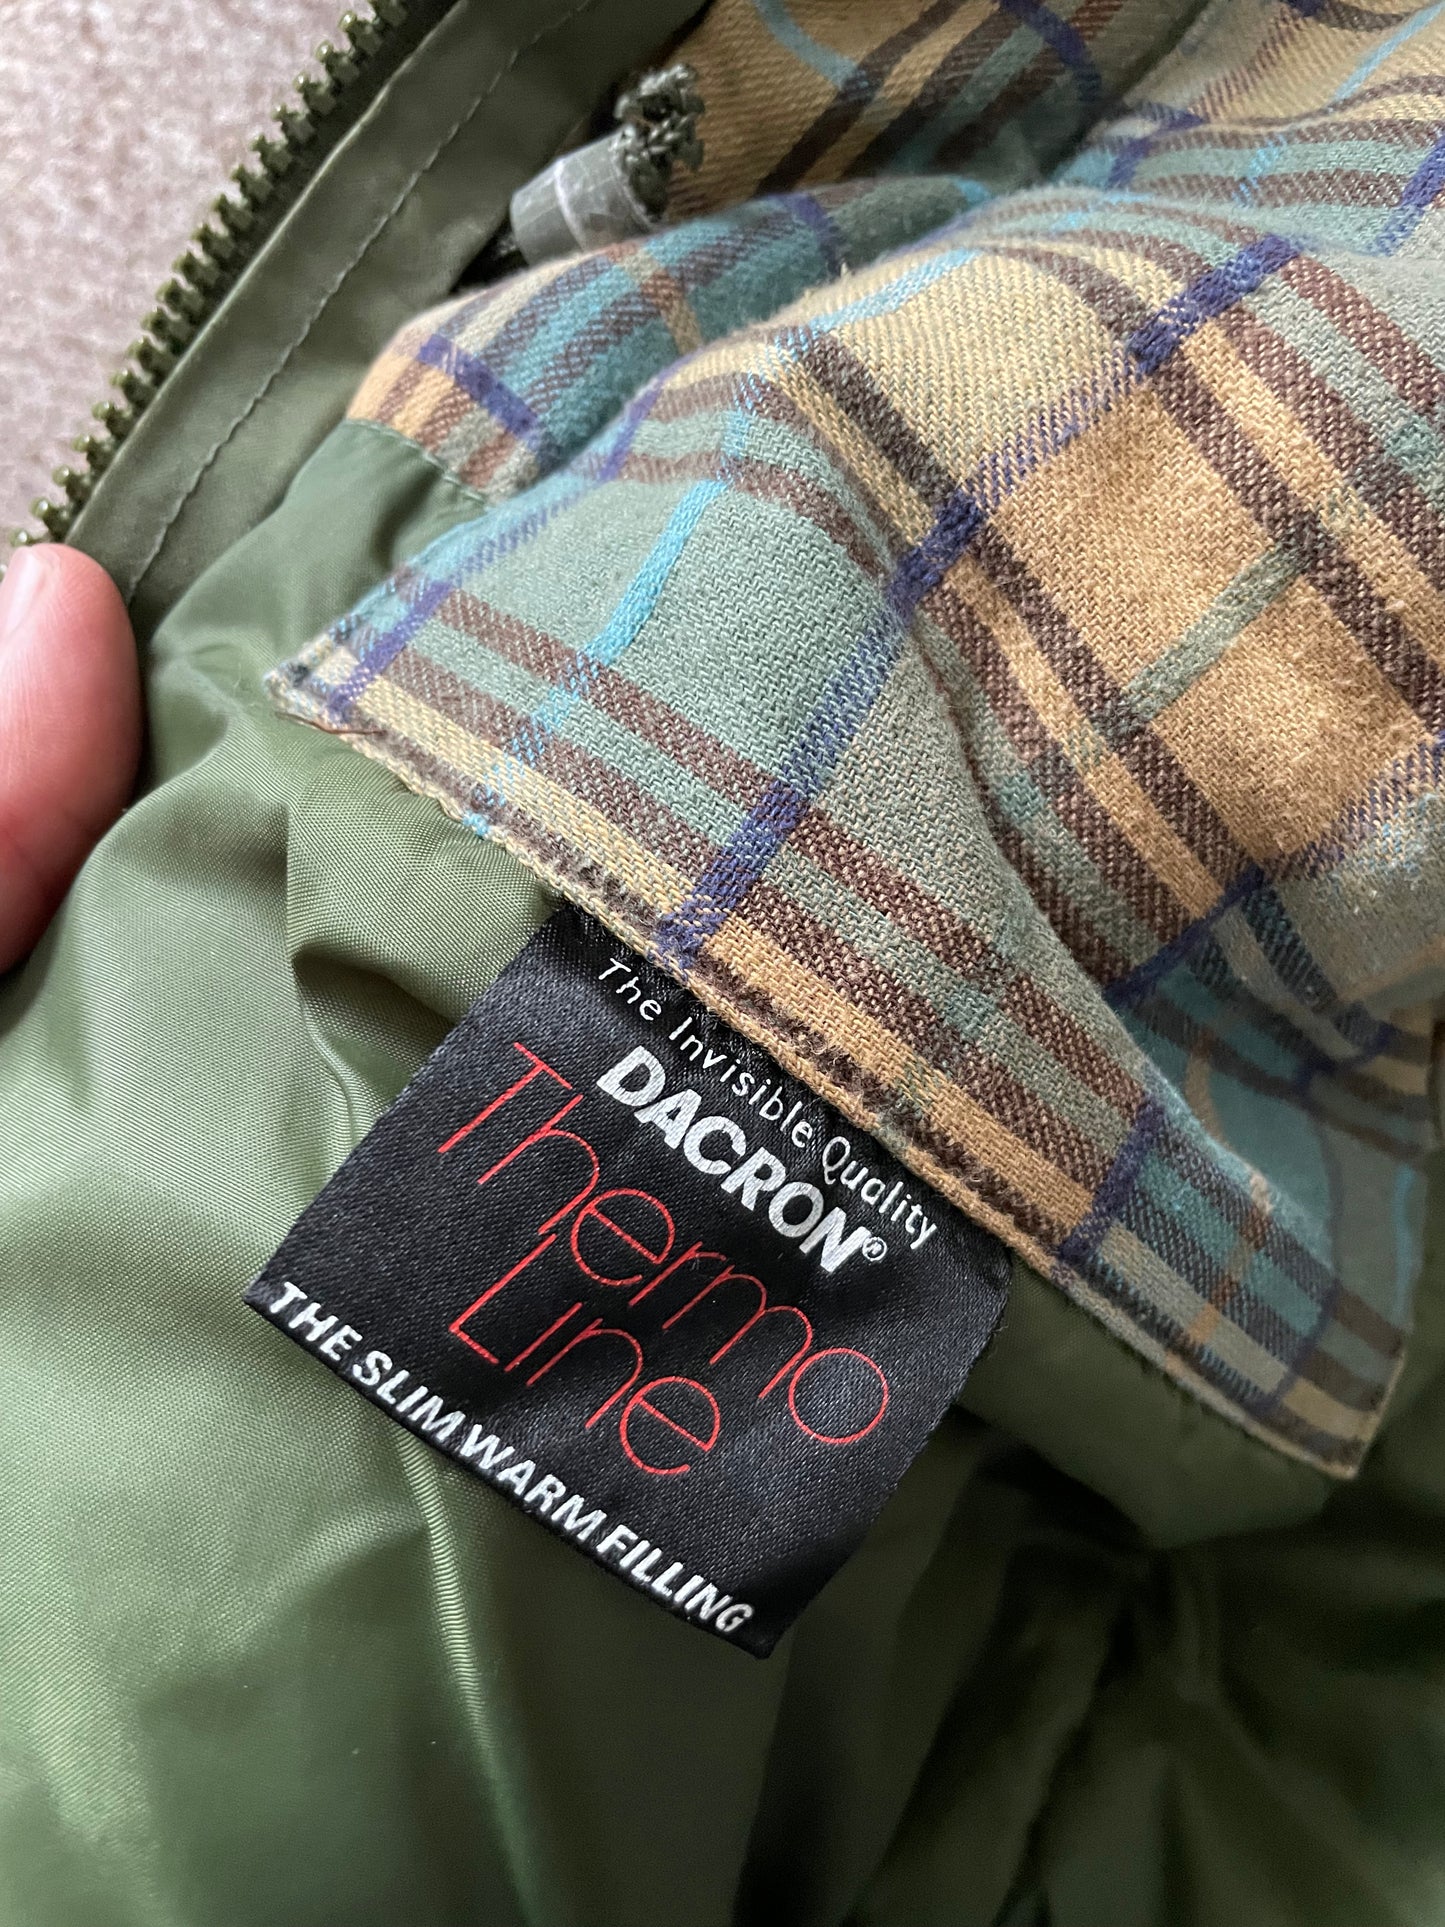 The Invisible Quality
DACRON®
Thermo
Line
THE SLIM WARM FILLING